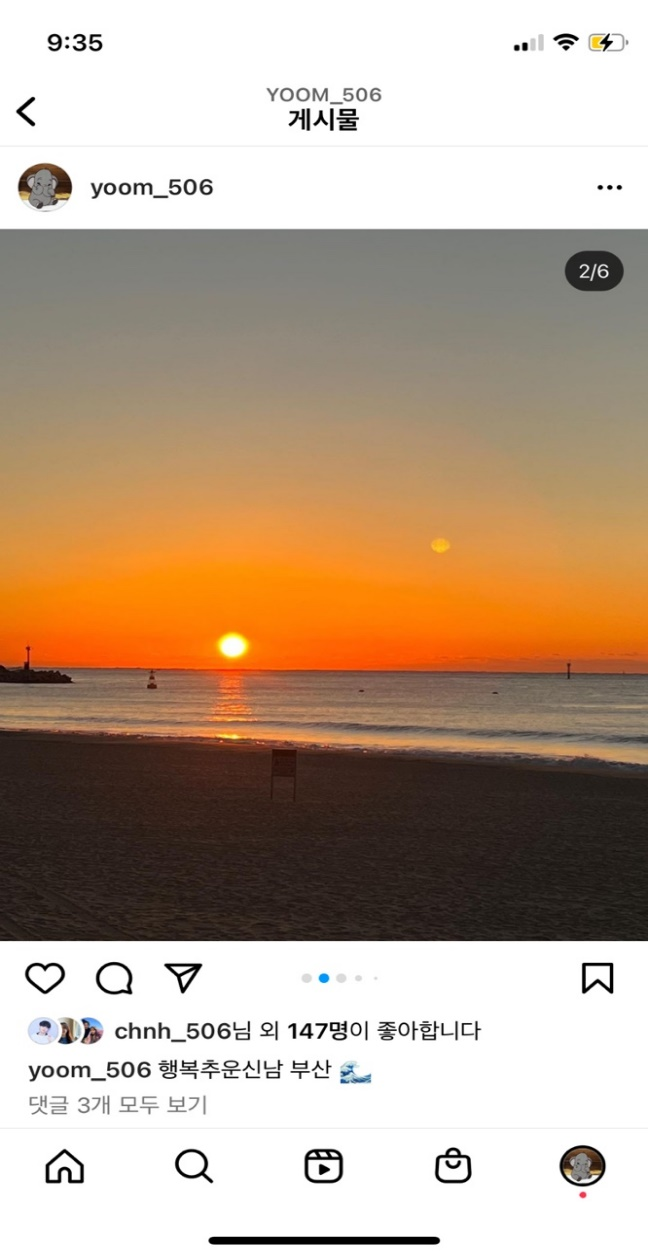 9:35
YOOM_506
게시물
yoom_506
2/6
chnh_506님 외 147명이 좋아합니다
yoom_506 행복추운신남 부산 🌊
댓글 3개 모두 보기